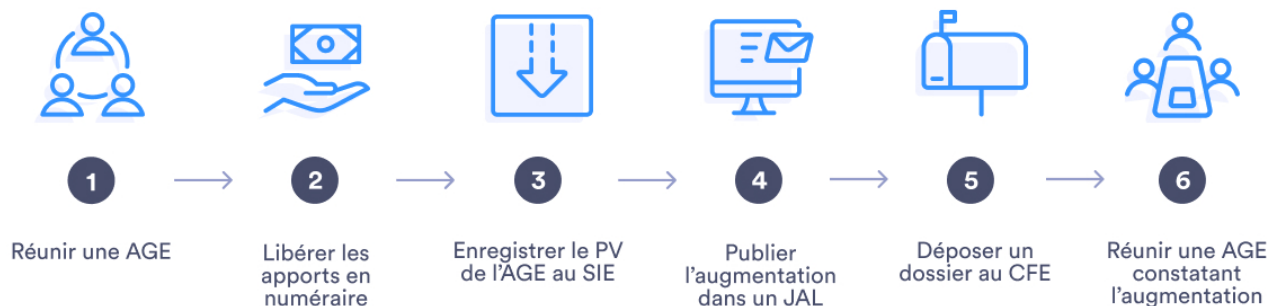 1
2
3
4
5
6
Réunir une AGE
Libérer les
apports en
numéraire
Enregistrer le PV
de l'AGE au SIE
Publier
l'augmentation
dans un JAL
Déposer un
dossier au CFE
Réunir une AGE
constatant
l'augmentation